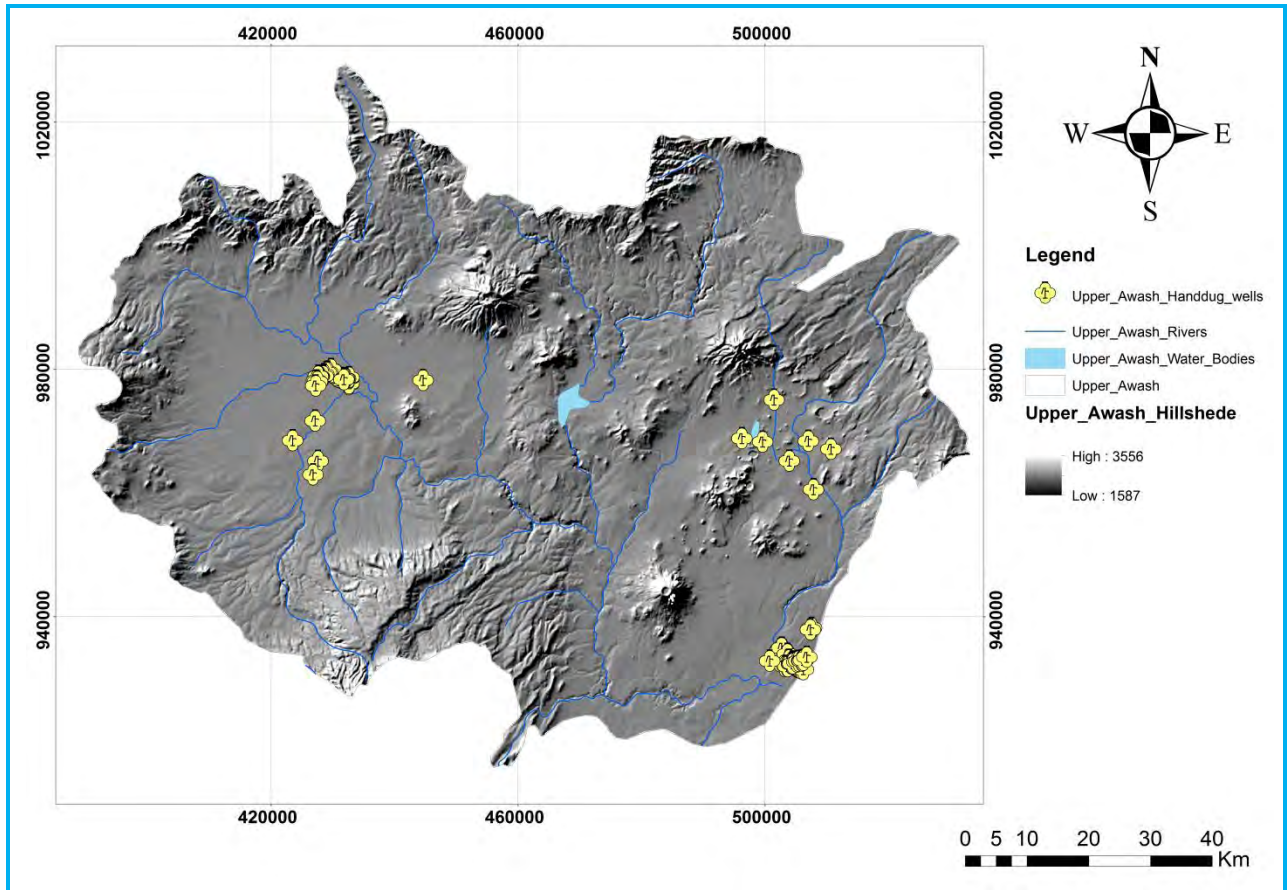 420000 460000 500000
1020000 1020000
980000 980000
940000 940000
420000 460000 500000
N
W E
S
Legend
Upper_Awash_Handdug_wells
Upper_Awash_Rivers
Upper_Awash_Water_Bodies
Upper_Awash
Upper_Awash_Hillshede
High : 3556
Low : 1587
0 5 10 20 30 40
Km